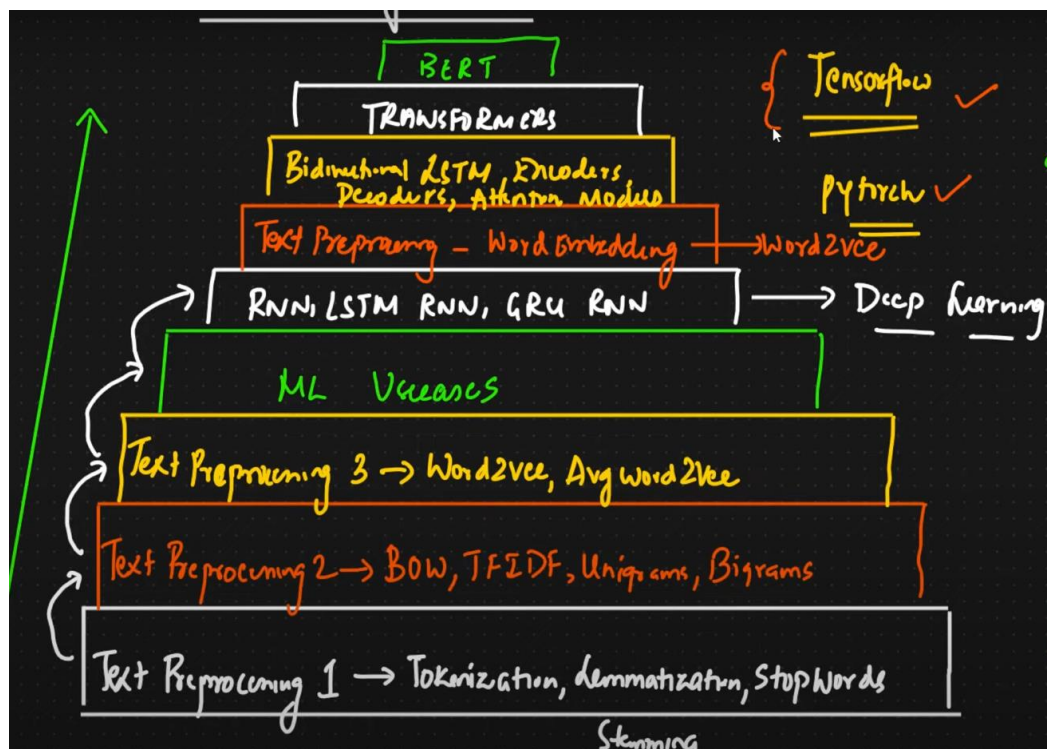 BERT
TRANSFORMERS
Bidirectional LSTM, Encoders,
Decoders, Attention Models
Text Preprocessing - Word Embedding → Word2vec
RNN, LSTM RNN, GRU RNN → Deep Learning
ML Usecases
Text Preprocessing 3 → Word2vec, Avgword2vec
Text Preprocessing 2 → BOW, TFIDF, Unigrams, Bigrams
Text Preprocessing 1 → Tokenization, Lemmatization, StopWords
Stemming
Tensorflow
Pytorch